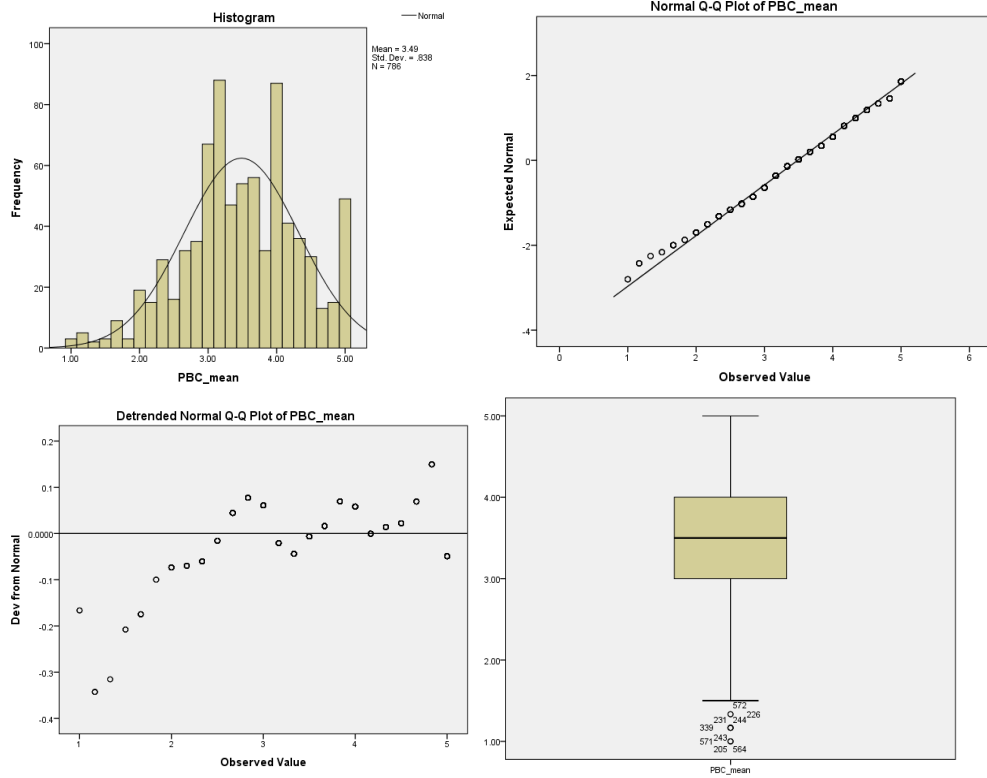 Histogram
Normal
Mean = 3.49
Std. Dev. = .838
N = 786
100
80
60
40
20
0
Frequency
1.00 2.00 3.00 4.00 5.00
PBC_mean
Normal Q-Q Plot of PBC_mean
2
0
-2
-4
Expected Normal
0 1 2 3 4 5 6
Observed Value
Detrended Normal Q-Q Plot of PBC_mean
0.2
0.1
0.0000
-0.1
-0.2
-0.3
-0.4
Dev from Normal
1 2 3 4 5
Observed Value
5.00
4.00
3.00
2.00
1.00
572
226
231 244
339
243
571
205 564
PBC_mean